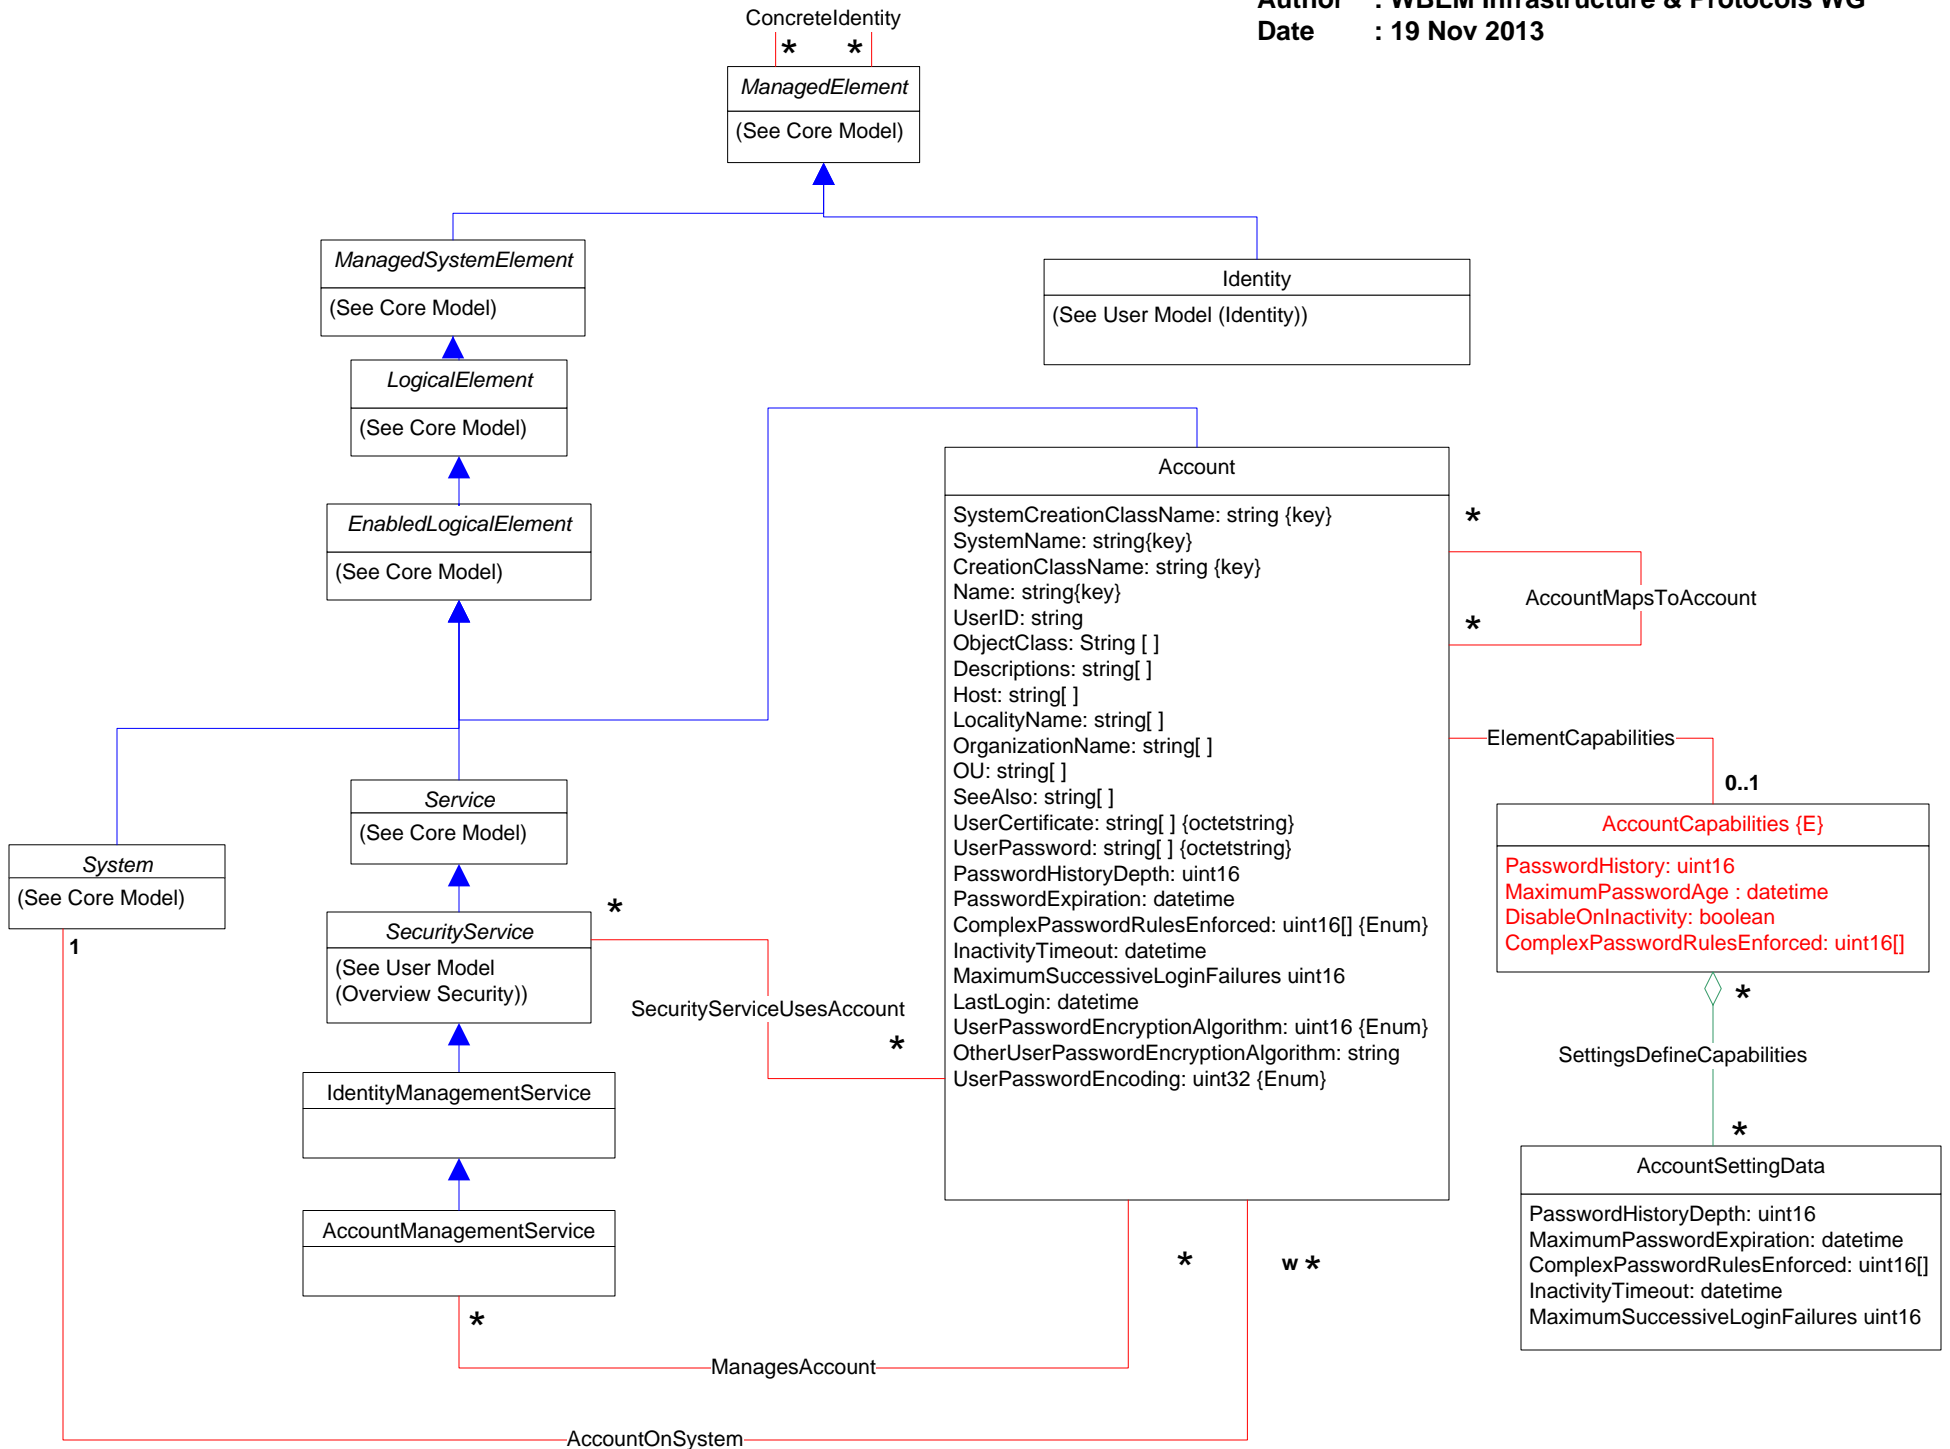 Author : WBEM Infrastructure & Protocols WG
Date : 19 Nov 2013
ConcreteIdentity
* *
ManagedElement
(See Core Model)
ManagedSystemElement
(See Core Model)
Identity
(See User Model (Identity))
LogicalElement
(See Core Model)
EnabledLogicalElement
(See Core Model)
Account
SystemCreationClassName: string {key}
SystemName: string{key}
CreationClassName: string {key}
Name: string{key}
UserID: string
ObjectClass: String [ ]
Descriptions: string[ ]
Host: string[ ]
LocalityName: string[ ]
OrganizationName: string[ ]
OU: string[ ]
SeeAlso: string[ ]
UserCertificate: string[ ] {octetstring}
UserPassword: string[ ] {octetstring}
PasswordHistoryDepth: uint16
PasswordExpiration: datetime
ComplexPasswordRulesEnforced: uint16[] {Enum}
InactivityTimeout: datetime
MaximumSuccessiveLoginFailures uint16
LastLogin: datetime
UserPasswordEncryptionAlgorithm: uint16 {Enum}
OtherUserPasswordEncryptionAlgorithm: string
UserPasswordEncoding: uint32 {Enum}
*
AccountMapsToAccount
*
ElementCapabilities
0..1
AccountCapabilities {E}
PasswordHistory: uint16
MaximumPasswordAge : datetime
DisableOnInactivity: boolean
ComplexPasswordRulesEnforced: uint16[]
*
SettingsDefineCapabilities
*
AccountSettingData
PasswordHistoryDepth: uint16
MaximumPasswordExpiration: datetime
ComplexPasswordRulesEnforced: uint16[]
InactivityTimeout: datetime
MaximumSuccessiveLoginFailures uint16
Service
(See Core Model)
System
(See Core Model)
1
SecurityService
(See User Model
(Overview Security))
*
SecurityServiceUsesAccount
*
IdentityManagementService
AccountManagementService
*
*
w *
ManagesAccount
AccountOnSystem